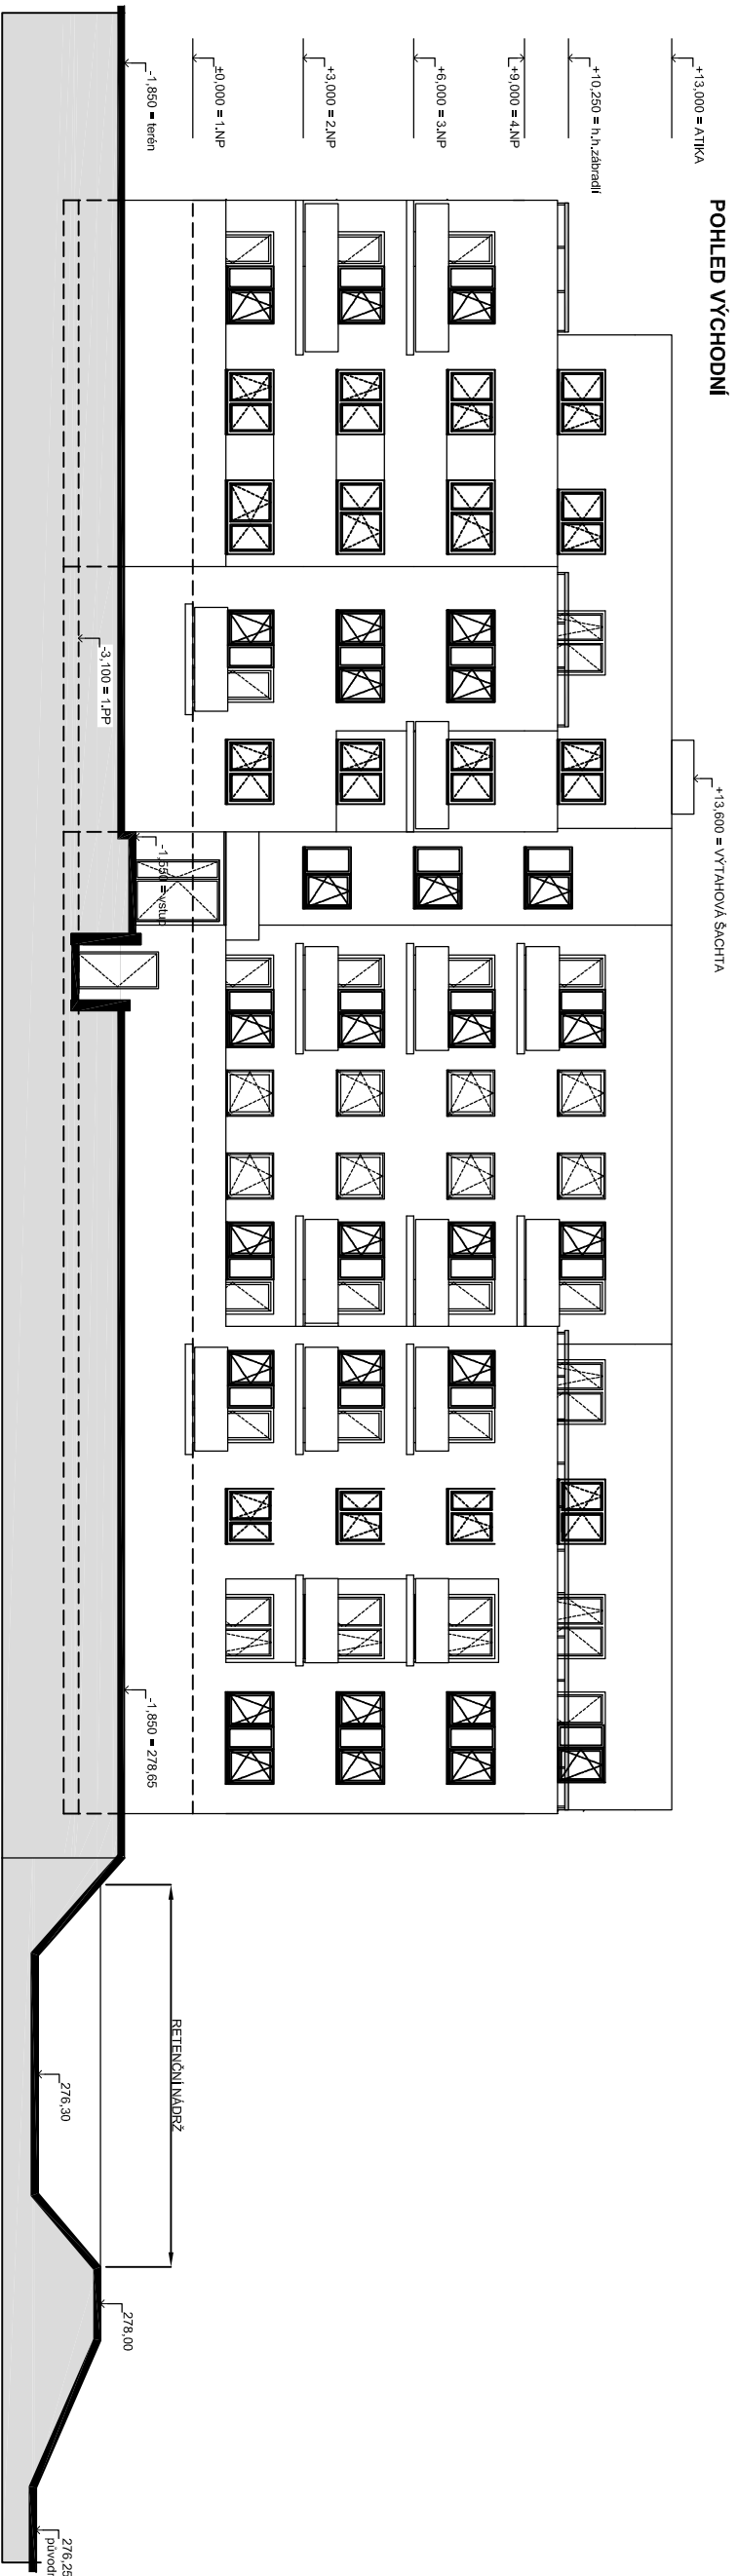 POHLED VÝCHODNÍ
+13,000 = ATIKA
+10,250 = h.h.zábradlí
+9,000 = 4.NP
+6,000 = 3.NP
+3,000 = 2.NP
±0,000 = 1.NP
-1,850 = terén
+13,600 = VÝTAHOVÁ ŠACHTA
-3,100 = 1.PP
-1,550 = vstup
-1,850 = 278,65
RETENČNÍ NÁDRŽ
276,30
278,00
276,25
původn